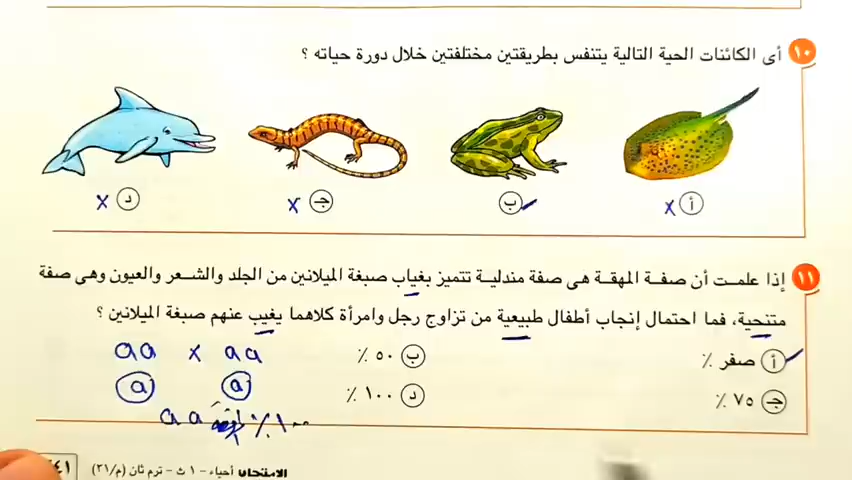 ١٠ أى الكائنات الحية التالية يتنفس بطريقتين مختلفتين خلال دورة حياته ؟
أ x ب ✓ جـ x د x
١١ إذا علمت أن صفة المهقة هى صفة مندلية تتميز بغياب صبغة الميلانين من الجلد والشعر والعيون وهى صفة
متنحية، فما احتمال إنجاب أطفال طبيعية من تزاوج رجل وامرأة كلاهما يغيب عنهم صبغة الميلانين ؟
أ صفر ٪ ✓ ب ٥٠ ٪
جـ ٧٥ ٪ د ١٠٠ ٪
aa x aa
a a
aa ١٠٠٪
الامتحان أحياء - ١ ث - ترم ثان (م/٢١)